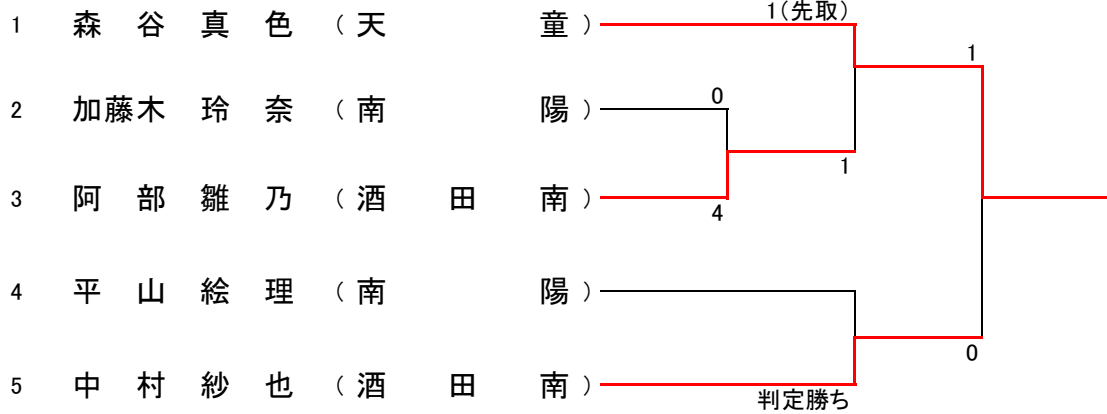 1(先取)
1 森谷真色(天童)
1
0
2 加藤木玲奈(南陽)
1
3 阿部雛乃(酒田南)
4
4 平山絵理(南陽)
0
5 中村紗也(酒田南)
判定勝ち